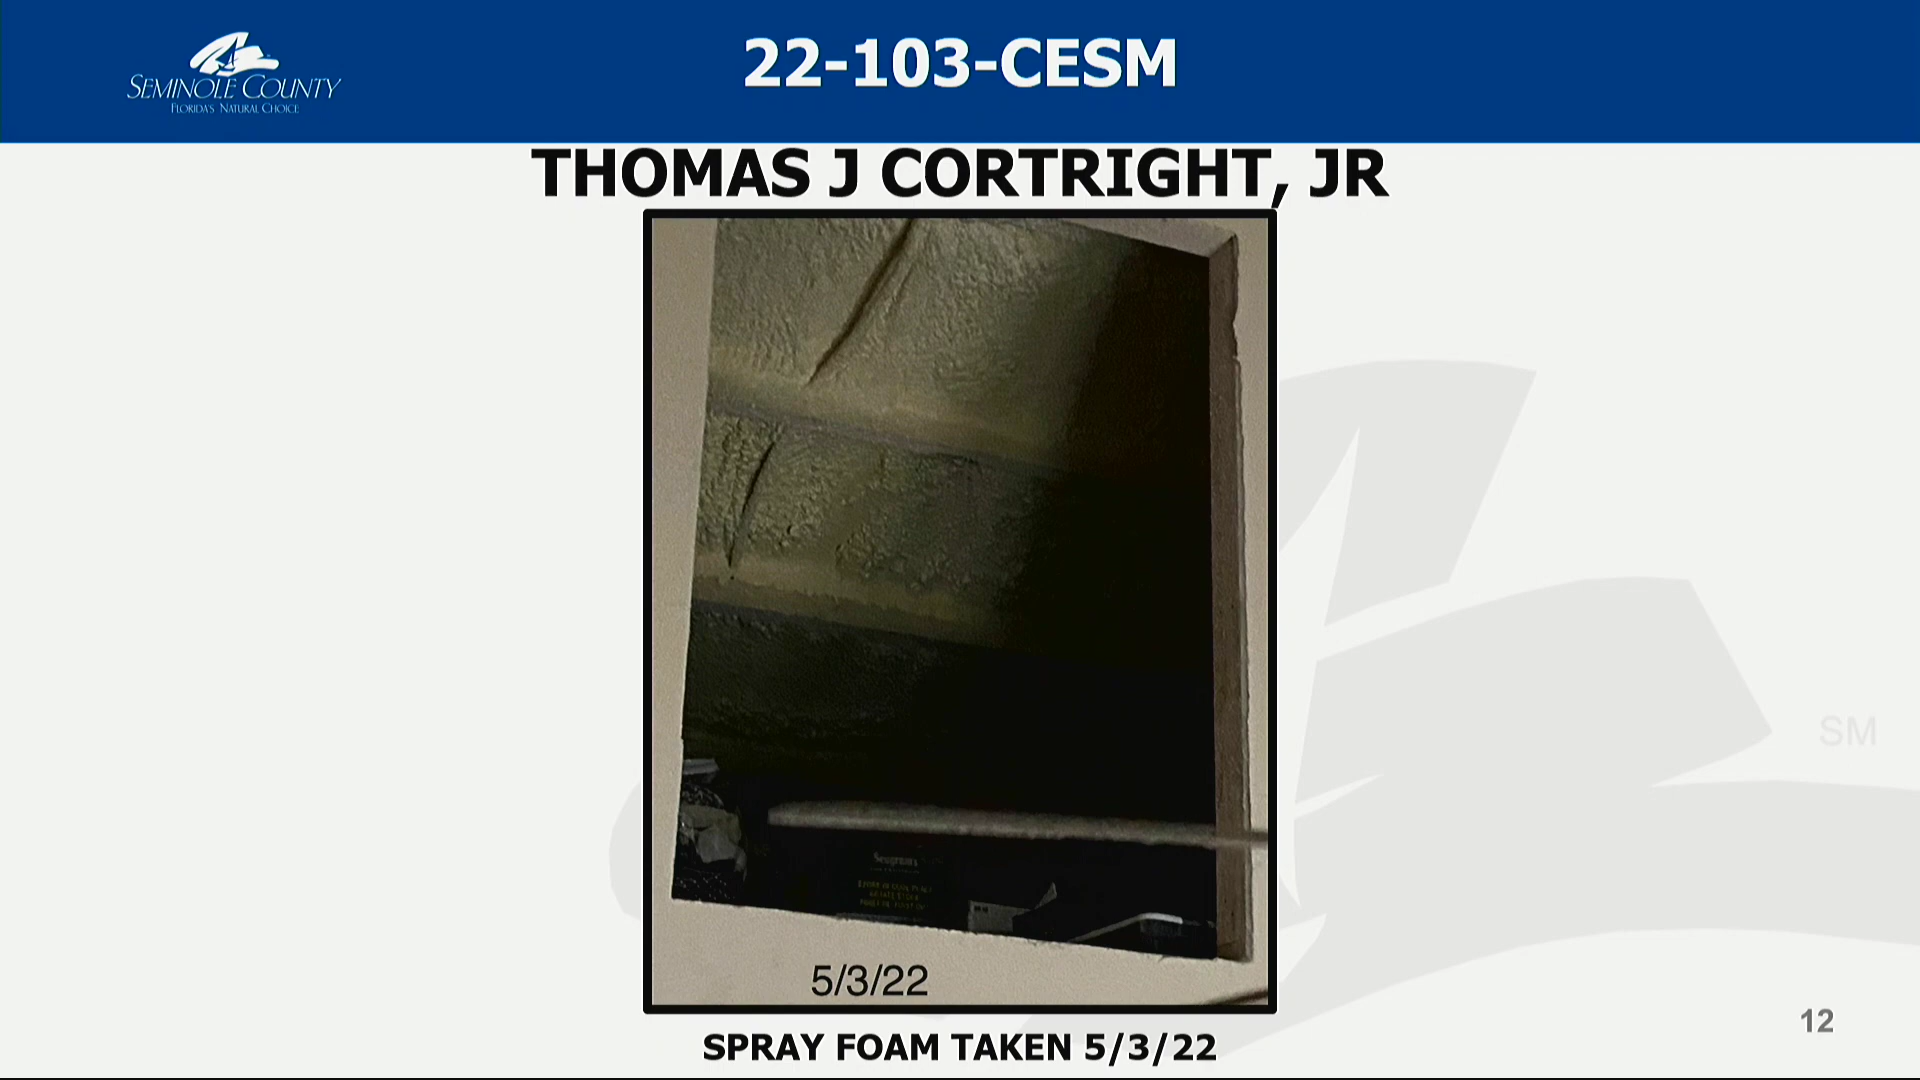 22-103-CESM
SEMINOLE COUNTY
FLORIDA'S NATURAL CHOICE
THOMAS J CORTRIGHT, JR
SM
Seagram's
5/3/22
12
SPRAY FOAM TAKEN 5/3/22